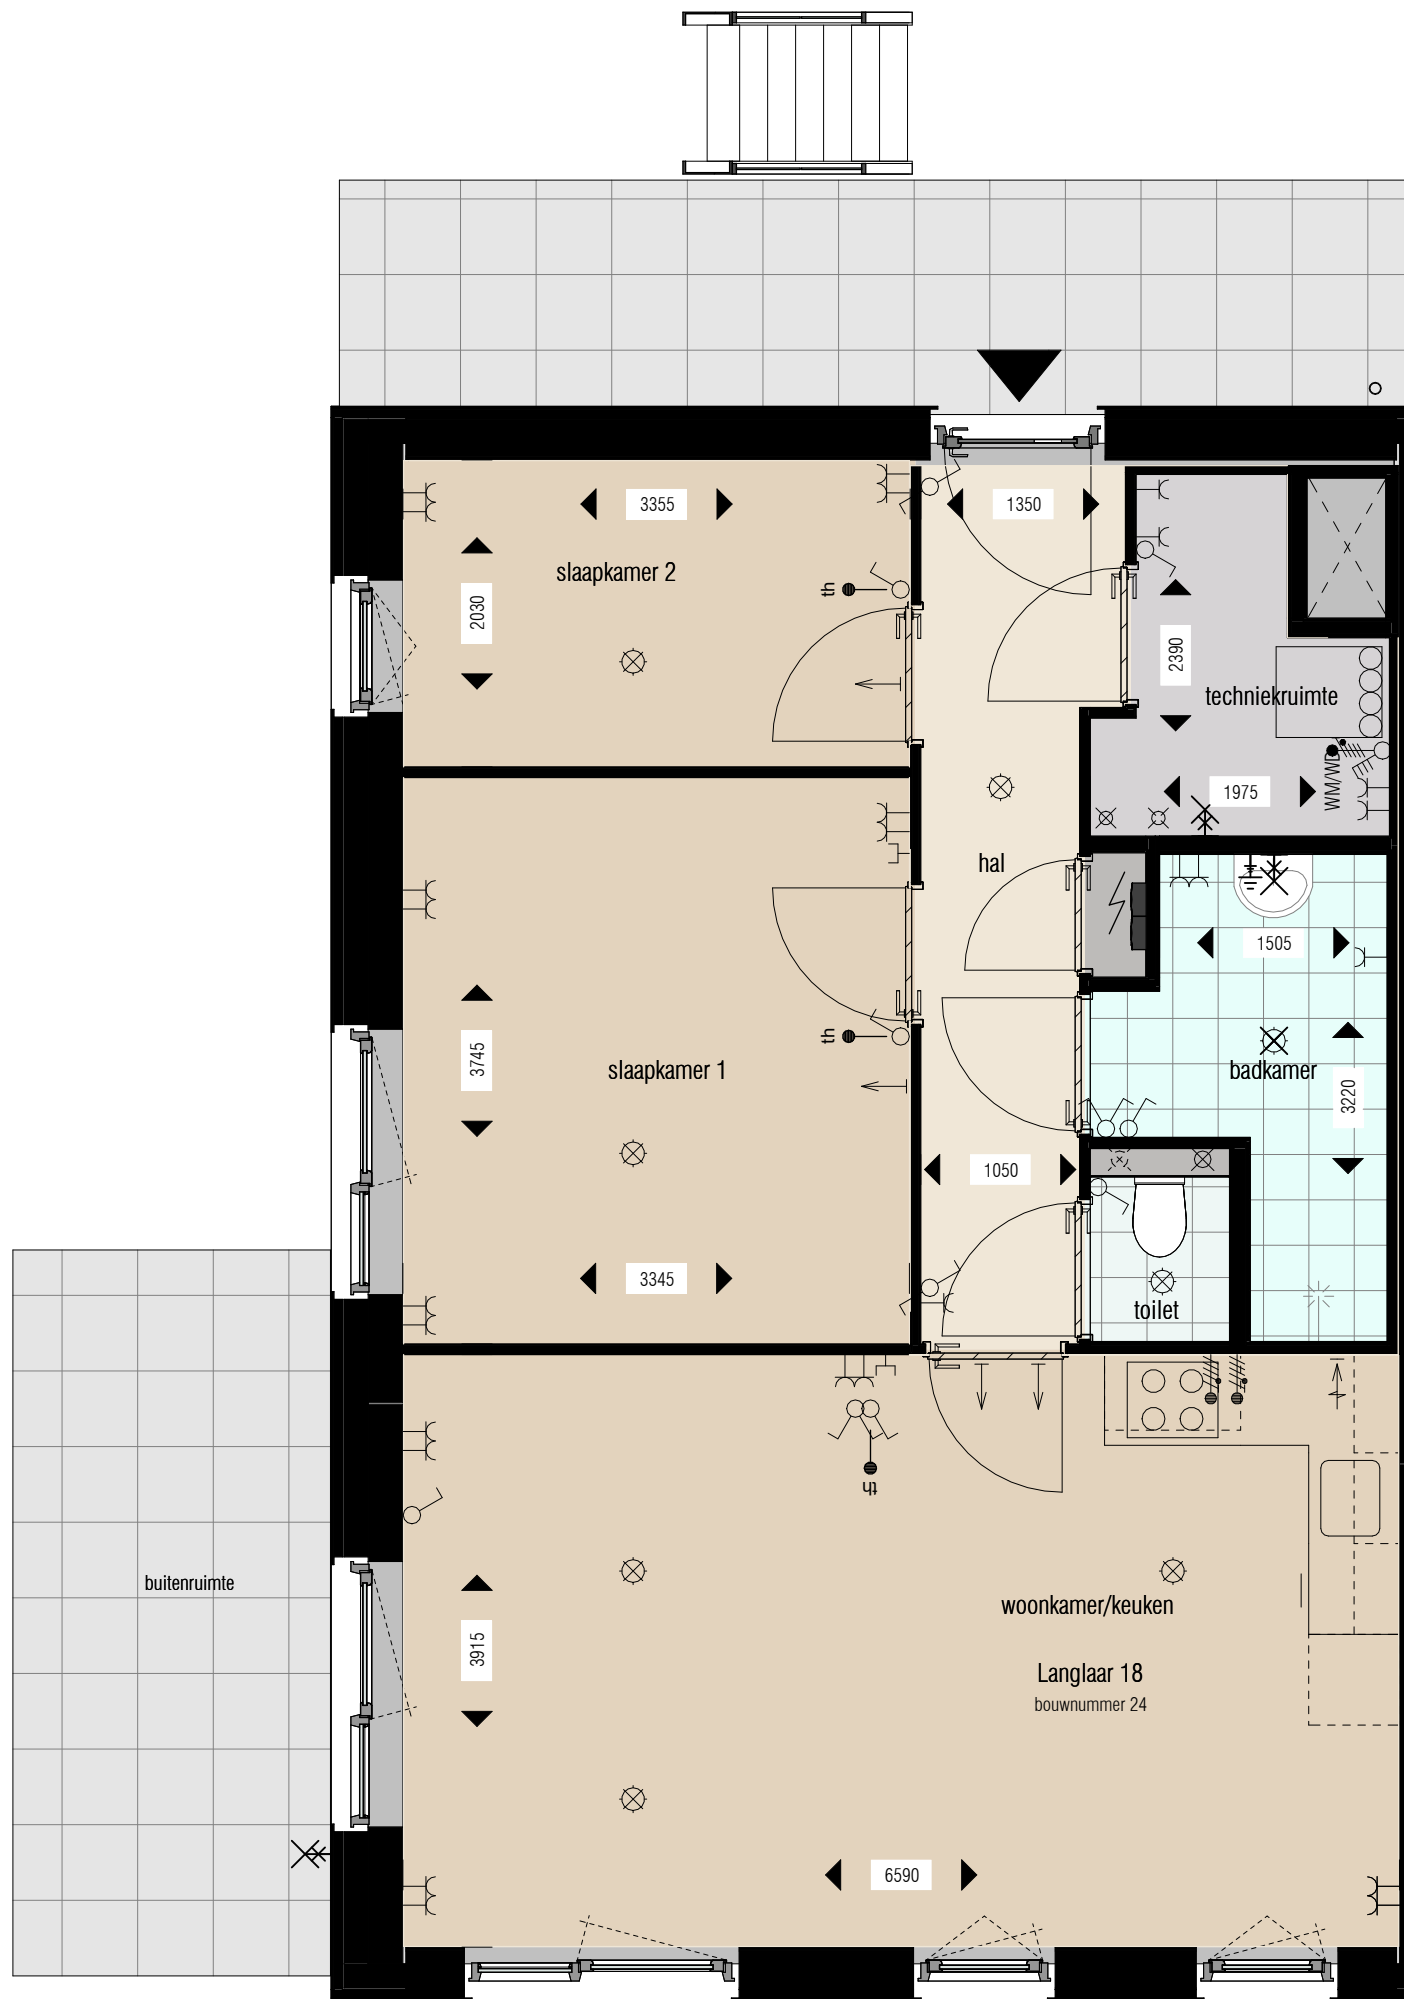 3355
1350
slaapkamer 2
th
2030
2390
techniekruimte
WM/WD
1975
hal
1505
th
3745
slaapkamer 1
badkamer
3220
1050
3345
toilet
th
buitenruimte
woonkamer/keuken
3915
Langlaar 18
bouwnummer 24
6590